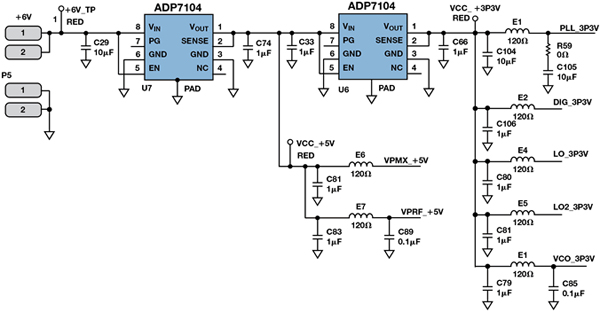 +6V
1
2
P5
1
2
+6V_TP
1
RED
C29
10µF
ADP7104
8 VIN VOUT 1
7 PG SENSE 2
6 GND GND 3
5 EN NC 4
U7
PAD
C74
1µF
C33
1µF
ADP7104
8 VIN VOUT 1
7 PG SENSE 2
6 GND GND 3
5 EN NC 4
U6
PAD
C66
1µF
VCC_+3P3V
RED
C104
10µF
E1
120Ω
PLL_3P3V
R59
0Ω
C105
10µF
E2
120Ω
DIG_3P3V
C106
1µF
E4
120Ω
LO_3P3V
C80
1µF
E5
120Ω
LO2_3P3V
C81
1µF
E1
120Ω
VCO_3P3V
C79
1µF
C85
0.1µF
VCC_+5V
RED
E6
120Ω
VPMX_+5V
C81
1µF
E7
120Ω
VPRF_+5V
C83
1µF
C89
0.1µF